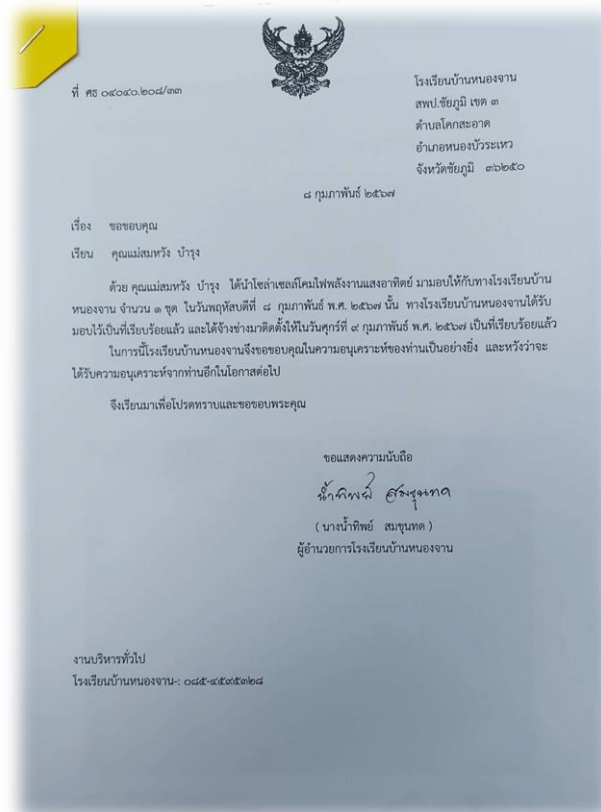 ที่ ศธ ๐๔๐๔๐.๒๐๘/๓๓
โรงเรียนบ้านหนองจาน
สพป.ชัยภูมิ เขต ๓
ตำบลโคกสะอาด
อำเภอหนองบัวระเหว
จังหวัดชัยภูมิ ๓๖๒๕๐
๘ กุมภาพันธ์ ๒๕๖๗
เรื่อง ขอขอบคุณ
เรียน คุณแม่สมหวัง บำรุง
ด้วย คุณแม่สมหวัง บำรุง ได้นำโซล่าเซลล์โคมไฟพลังงานแสงอาทิตย์ มามอบให้กับทางโรงเรียนบ้าน
หนองจาน จำนวน ๑ ชุด ในวันพฤหัสบดีที่ ๘ กุมภาพันธ์ พ.ศ. ๒๕๖๗ นั้น ทางโรงเรียนบ้านหนองจานได้รับ
มอบไว้เป็นที่เรียบร้อยแล้ว และได้จ้างช่างมาติดตั้งให้ในวันศุกร์ที่ ๙ กุมภาพันธ์ พ.ศ. ๒๕๖๗ เป็นที่เรียบร้อยแล้ว
ในการนี้โรงเรียนบ้านหนองจานจึงขอขอบคุณในความอนุเคราะห์ของท่านเป็นอย่างยิ่ง และหวังว่าจะ
ได้รับความอนุเคราะห์จากท่านอีกในโอกาสต่อไป
จึงเรียนมาเพื่อโปรดทราบและขอขอบพระคุณ
ขอแสดงความนับถือ
น้ำทิพย์ สมขุนทด
( นางน้ำทิพย์ สมขุนทด )
ผู้อำนวยการโรงเรียนบ้านหนองจาน
งานบริหารทั่วไป
โรงเรียนบ้านหนองจาน-: ๐๘๕-๔๕๙๕๓๒๘